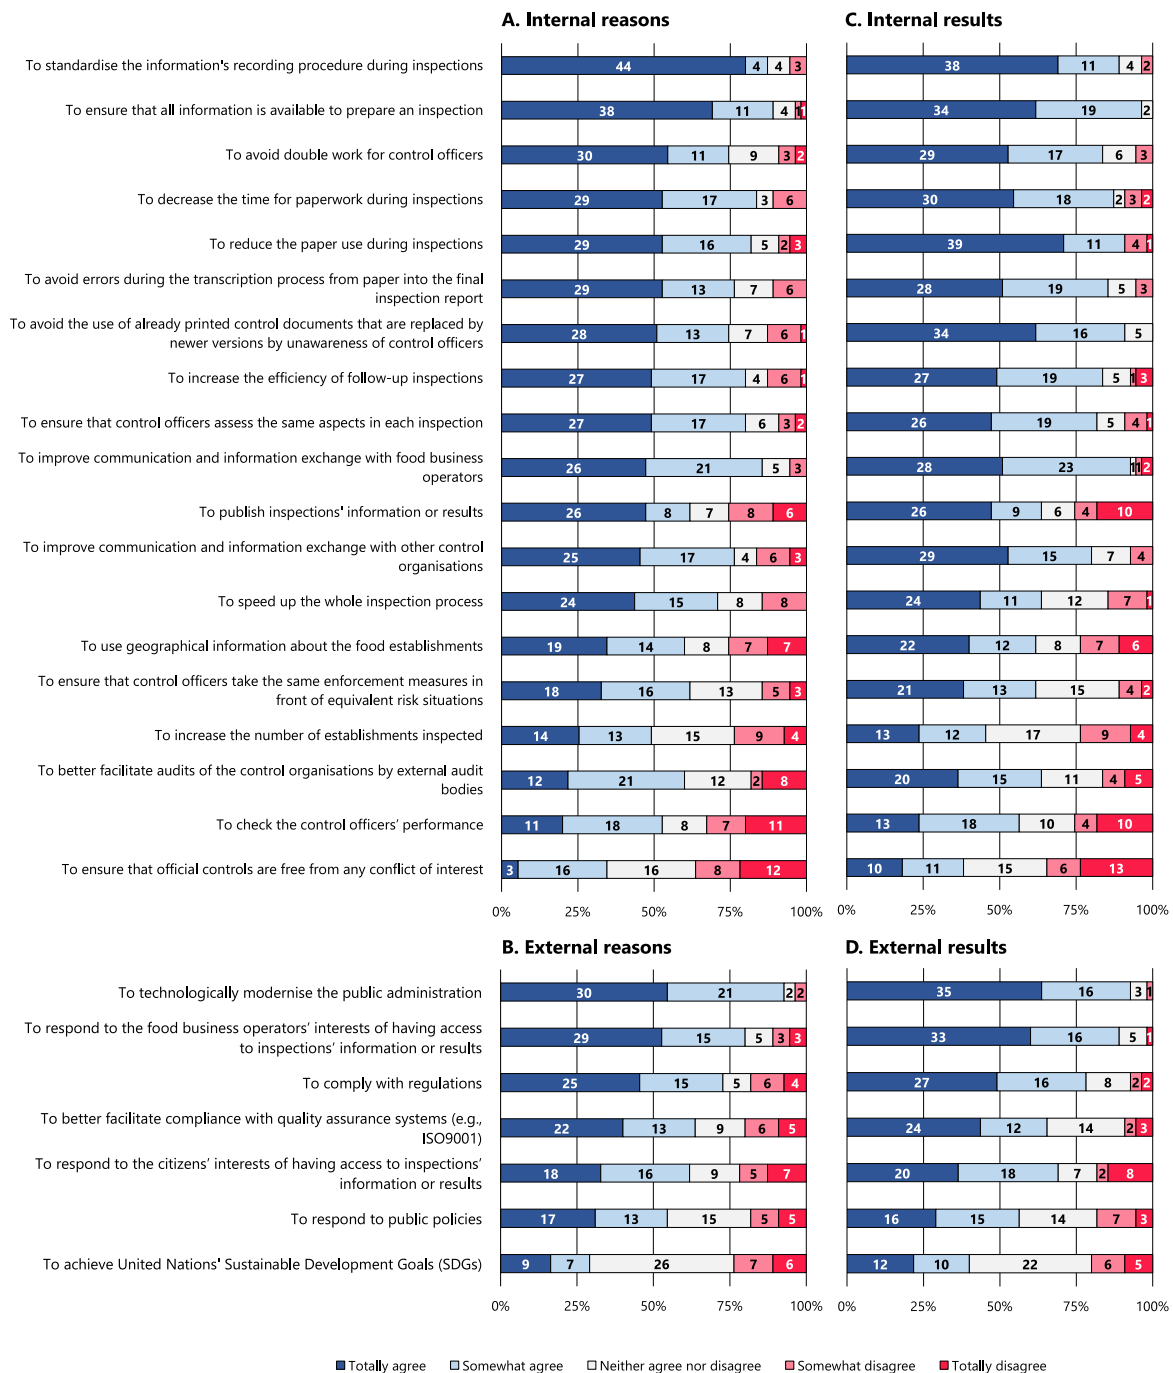 A. Internal reasons
C. Internal results
To standardise the information's recording procedure during inspections
44 4 4 3
38 11 4 2
To ensure that all information is available to prepare an inspection
38 11 4 1 1
34 19 2
To avoid double work for control officers
30 11 9 3 2
29 17 6 3
To decrease the time for paperwork during inspections
29 17 3 6
30 18 2 3 2
To reduce the paper use during inspections
29 16 5 2 3
39 11 4 1
To avoid errors during the transcription process from paper into the final
inspection report
29 13 7 6
28 19 5 3
To avoid the use of already printed control documents that are replaced by
newer versions by unawareness of control officers
28 13 7 6 1
34 16 5
To increase the efficiency of follow-up inspections
27 17 4 6 1
27 19 5 1 3
To ensure that control officers assess the same aspects in each inspection
27 17 6 3 2
26 19 5 4 1
To improve communication and information exchange with food business
operators
26 21 5 3
28 23 1 1 2
To publish inspections' information or results
26 8 7 8 6
26 9 6 4 10
To improve communication and information exchange with other control
organisations
25 17 4 6 3
29 15 7 4
To speed up the whole inspection process
24 15 8 8
24 11 12 7 1
To use geographical information about the food establishments
19 14 8 7 7
22 12 8 7 6
To ensure that control officers take the same enforcement measures in
front of equivalent risk situations
18 16 13 5 3
21 13 15 4 2
To increase the number of establishments inspected
14 13 15 9 4
13 12 17 9 4
To better facilitate audits of the control organisations by external audit
bodies
12 21 12 2 8
20 15 11 4 5
To check the control officers' performance
11 18 8 7 11
13 18 10 4 10
To ensure that official controls are free from any conflict of interest
3 16 16 8 12
10 11 15 6 13
0% 25% 50% 75% 100%
0% 25% 50% 75% 100%
B. External reasons
D. External results
To technologically modernise the public administration
30 21 2 2
35 16 3 1
To respond to the food business operators' interests of having access
to inspections' information or results
29 15 5 3 3
33 16 5 1
To comply with regulations
25 15 5 6 4
27 16 8 2 2
To better facilitate compliance with quality assurance systems (e.g.,
ISO9001)
22 13 9 6 5
24 12 14 2 3
To respond to the citizens' interests of having access to inspections'
information or results
18 16 9 5 7
20 18 7 2 8
To respond to public policies
17 13 15 5 5
16 15 14 7 3
To achieve United Nations' Sustainable Development Goals (SDGs)
9 7 26 7 6
12 10 22 6 5
0% 25% 50% 75% 100%
0% 25% 50% 75% 100%
Totally agree Somewhat agree Neither agree nor disagree Somewhat disagree Totally disagree